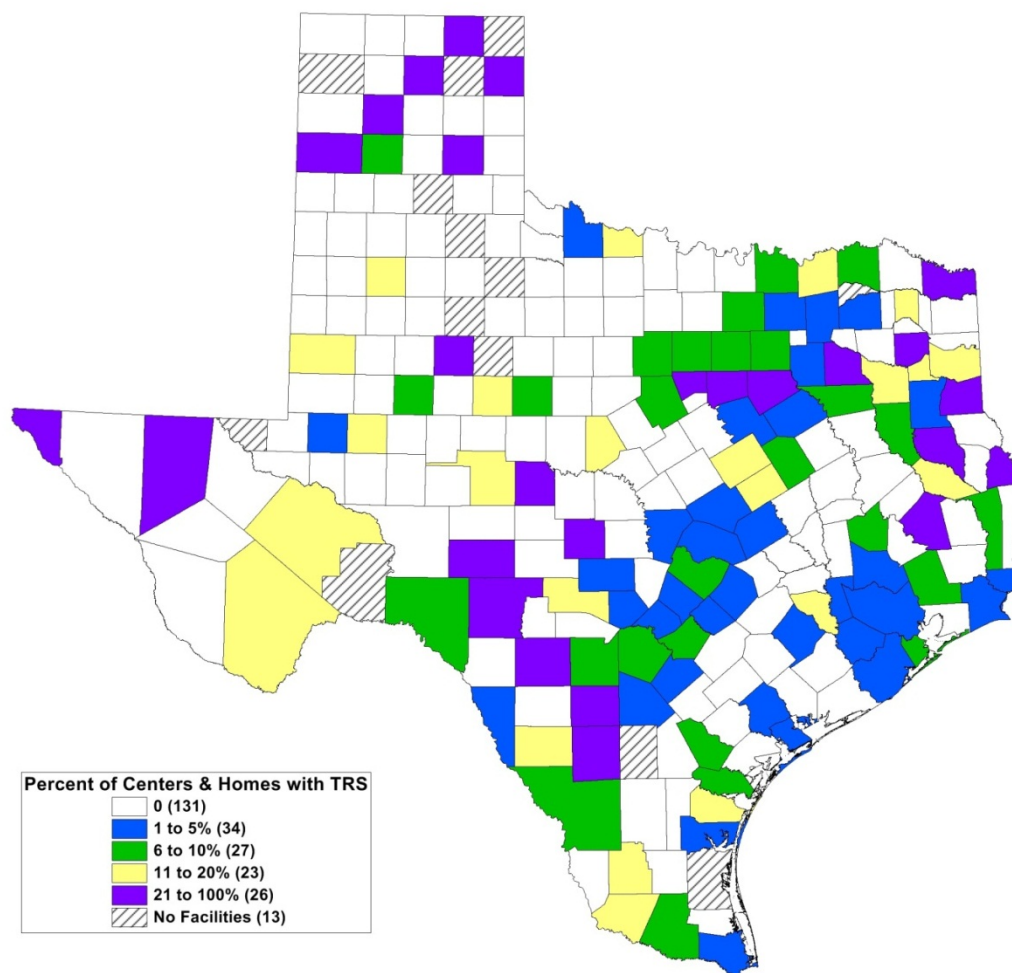 Percent of Centers & Homes with TRS
0 (131)
1 to 5% (34)
6 to 10% (27)
11 to 20% (23)
21 to 100% (26)
No Facilities (13)